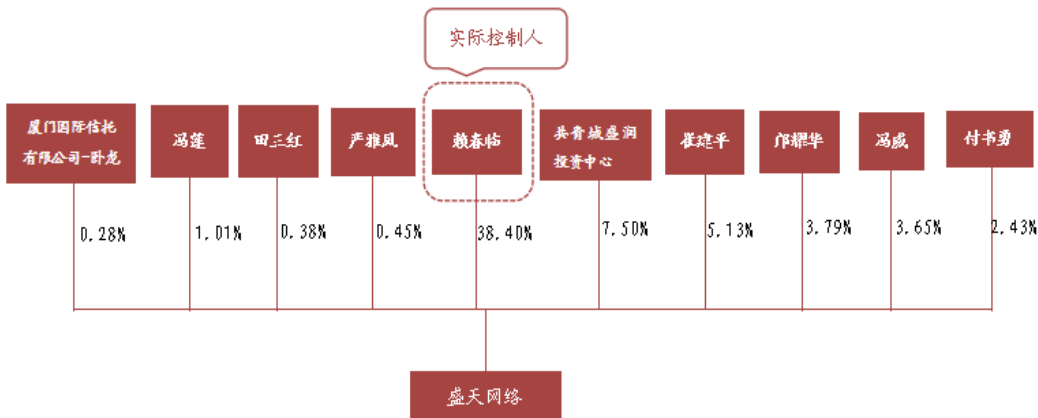 实际控制人
厦门国际信托
有限公司-卧龙
冯莲
田三红
严雅凤
赖春临
共青城盛润
投资中心
崔建平
邝耀华
冯威
付书勇
0.28%
1.01%
0.38%
0.45%
38.40%
7.50%
5.13%
3.79%
3.65%
2.43%
盛天网络